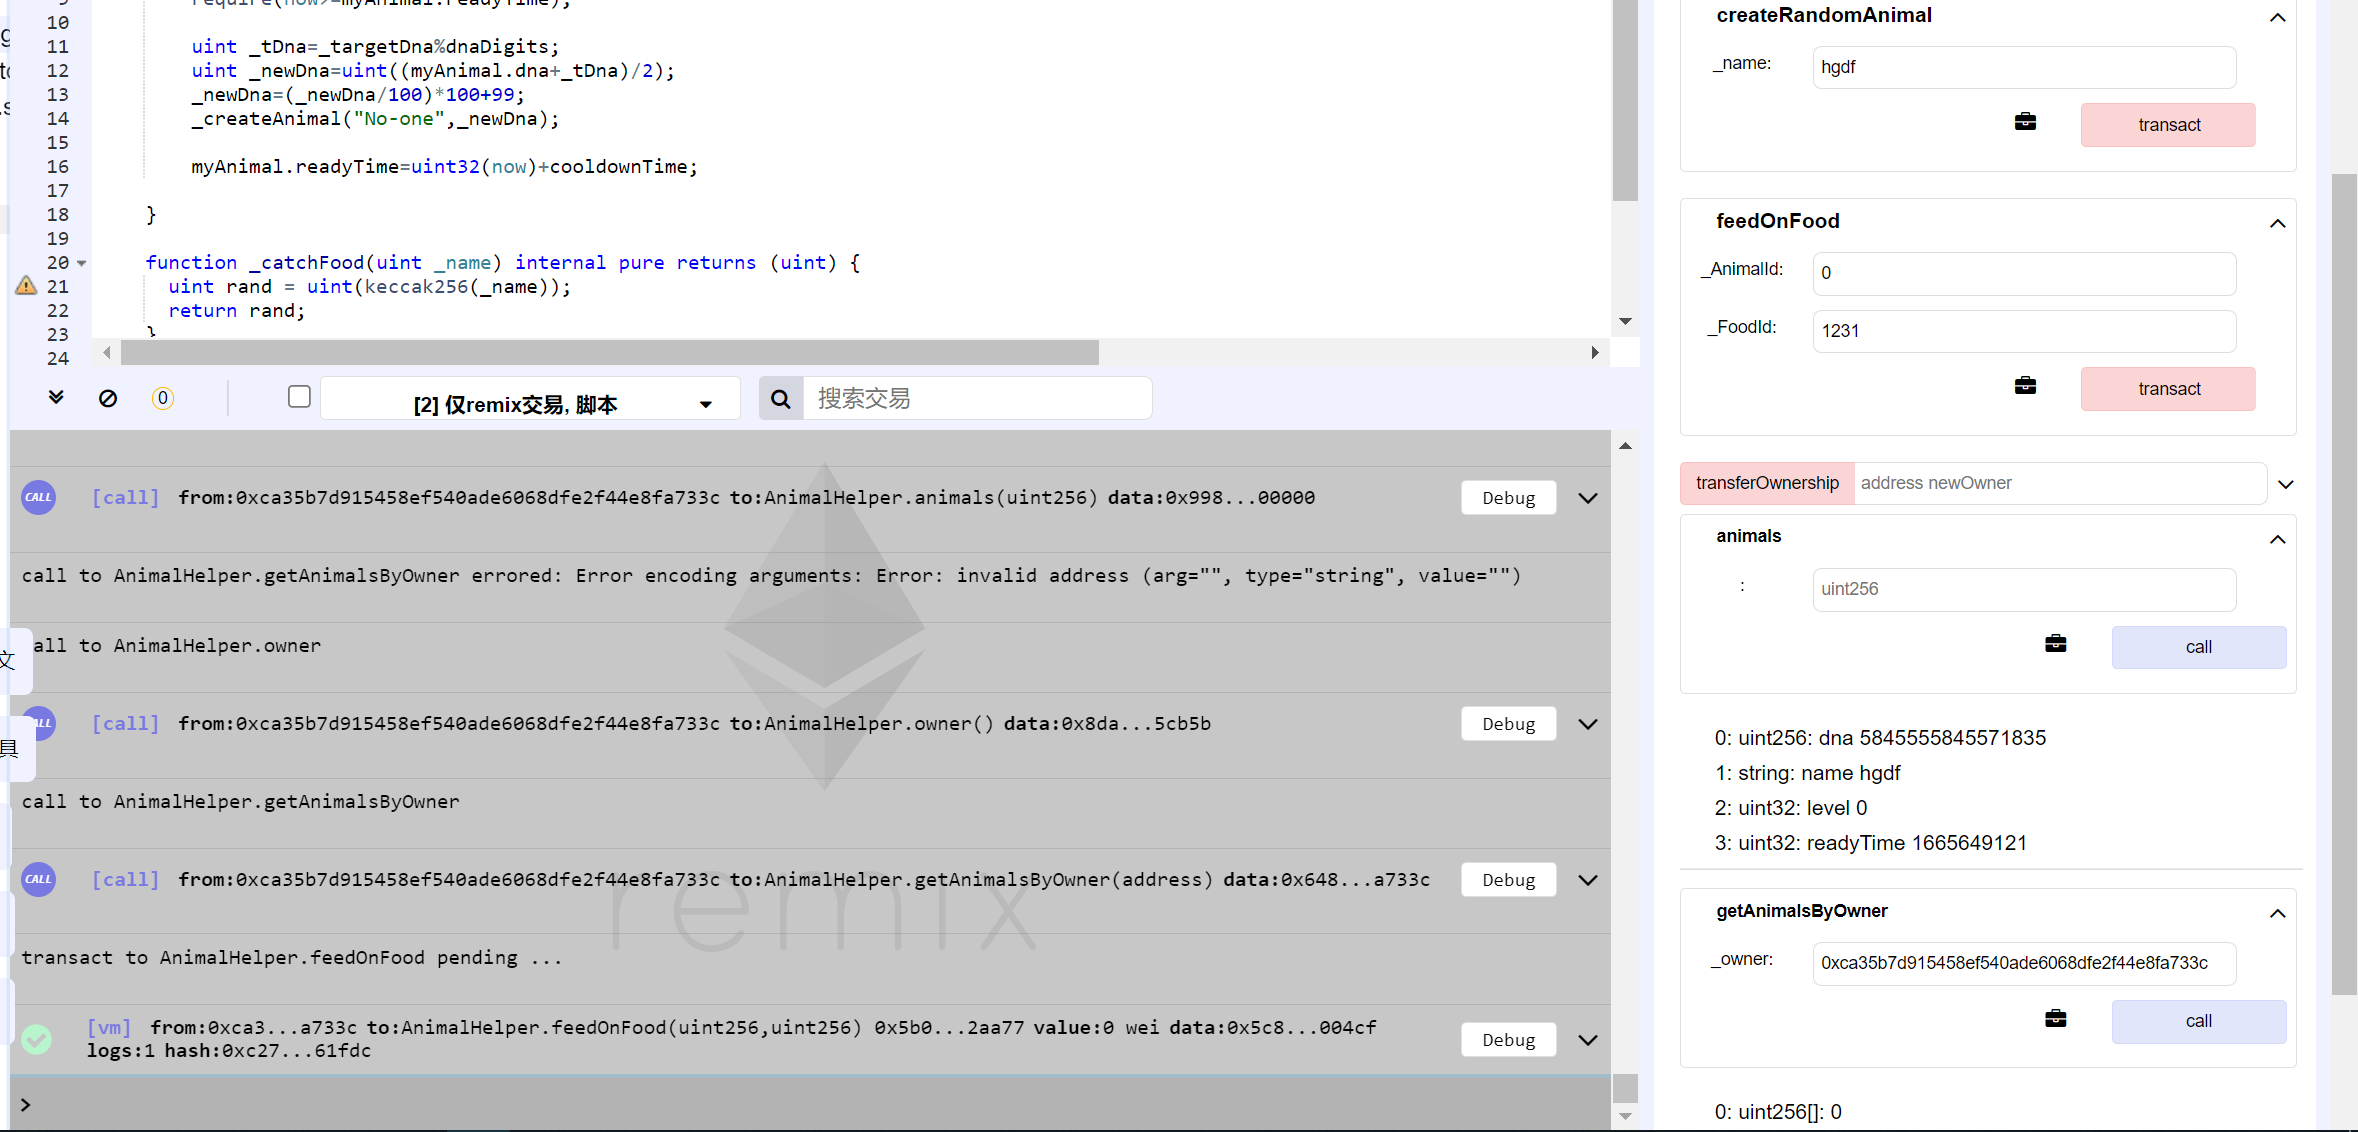 10
11 uint _tDna=_targetDna%dnaDigits;
12 uint _newDna=uint((myAnimal.dna+_tDna)/2);
13 _newDna=(_newDna/100)*100+99;
14 _createAnimal("No-one",_newDna);
15
16 myAnimal.readyTime=uint32(now)+cooldownTime;
17
18 }
19
20 function _catchFood(uint _name) internal pure returns (uint) {
21 uint rand = uint(keccak256(_name));
22 return rand;
23 }
24
0
[2] 仅remix交易, 脚本
搜索交易
CALL [call] from:0xca35b7d915458ef540ade6068dfe2f44e8fa733c to:AnimalHelper.animals(uint256) data:0x998...00000 Debug
call to AnimalHelper.getAnimalsByOwner errored: Error encoding arguments: Error: invalid address (arg="", type="string", value="")
文
all to AnimalHelper.owner
具
[call] from:0xca35b7d915458ef540ade6068dfe2f44e8fa733c to:AnimalHelper.owner() data:0x8da...5cb5b Debug
call to AnimalHelper.getAnimalsByOwner
CALL [call] from:0xca35b7d915458ef540ade6068dfe2f44e8fa733c to:AnimalHelper.getAnimalsByOwner(address) data:0x648...a733c Debug
remix
transact to AnimalHelper.feedOnFood pending ...
[vm] from:0xca3...a733c to:AnimalHelper.feedOnFood(uint256,uint256) 0x5b0...2aa77 value:0 wei data:0x5c8...004cf
logs:1 hash:0xc27...61fdc Debug
>
createRandomAnimal
_name: hgdf
transact
feedOnFood
_AnimalId: 0
_FoodId: 1231
transact
transferOwnership address newOwner
animals
: uint256
call
0: uint256: dna 5845555845571835
1: string: name hgdf
2: uint32: level 0
3: uint32: readyTime 1665649121
getAnimalsByOwner
_owner: 0xca35b7d915458ef540ade6068dfe2f44e8fa733c
call
0: uint256[]: 0